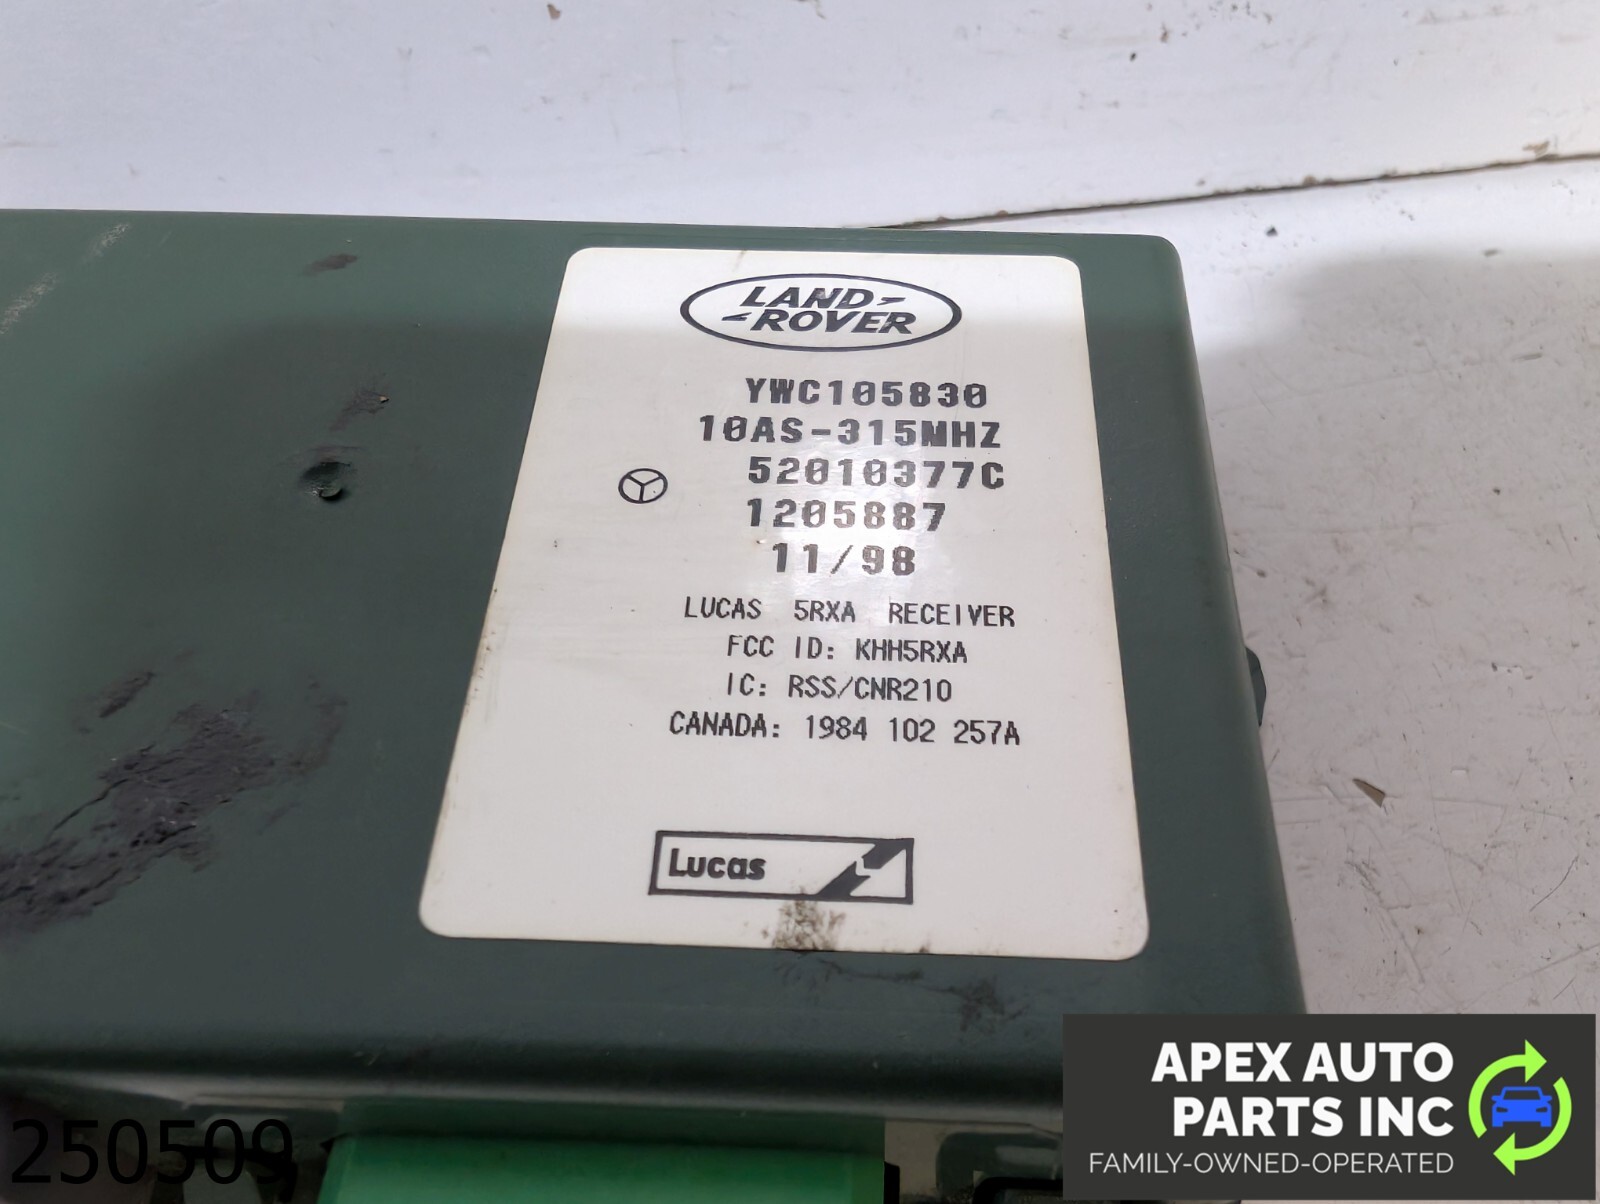 LAND-
-ROVER
YWC105830
10AS-315MHZ
52010377C
1205887
11/98
LUCAS 5RXA RECEIVER
FCC ID: KHH5RXA
IC: RSS/CNR210
CANADA: 1984 102 257A
Lucas
250509
APEX AUTO
PARTS INC
FAMILY-OWNED-OPERATED